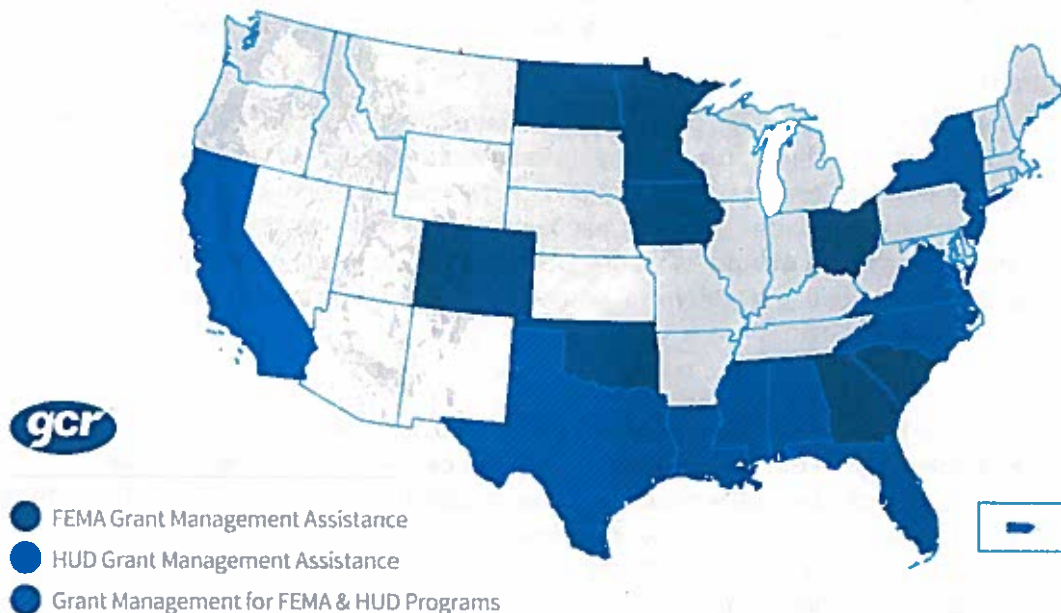 gcr
FEMA Grant Management Assistance
HUD Grant Management Assistance
Grant Management for FEMA & HUD Programs